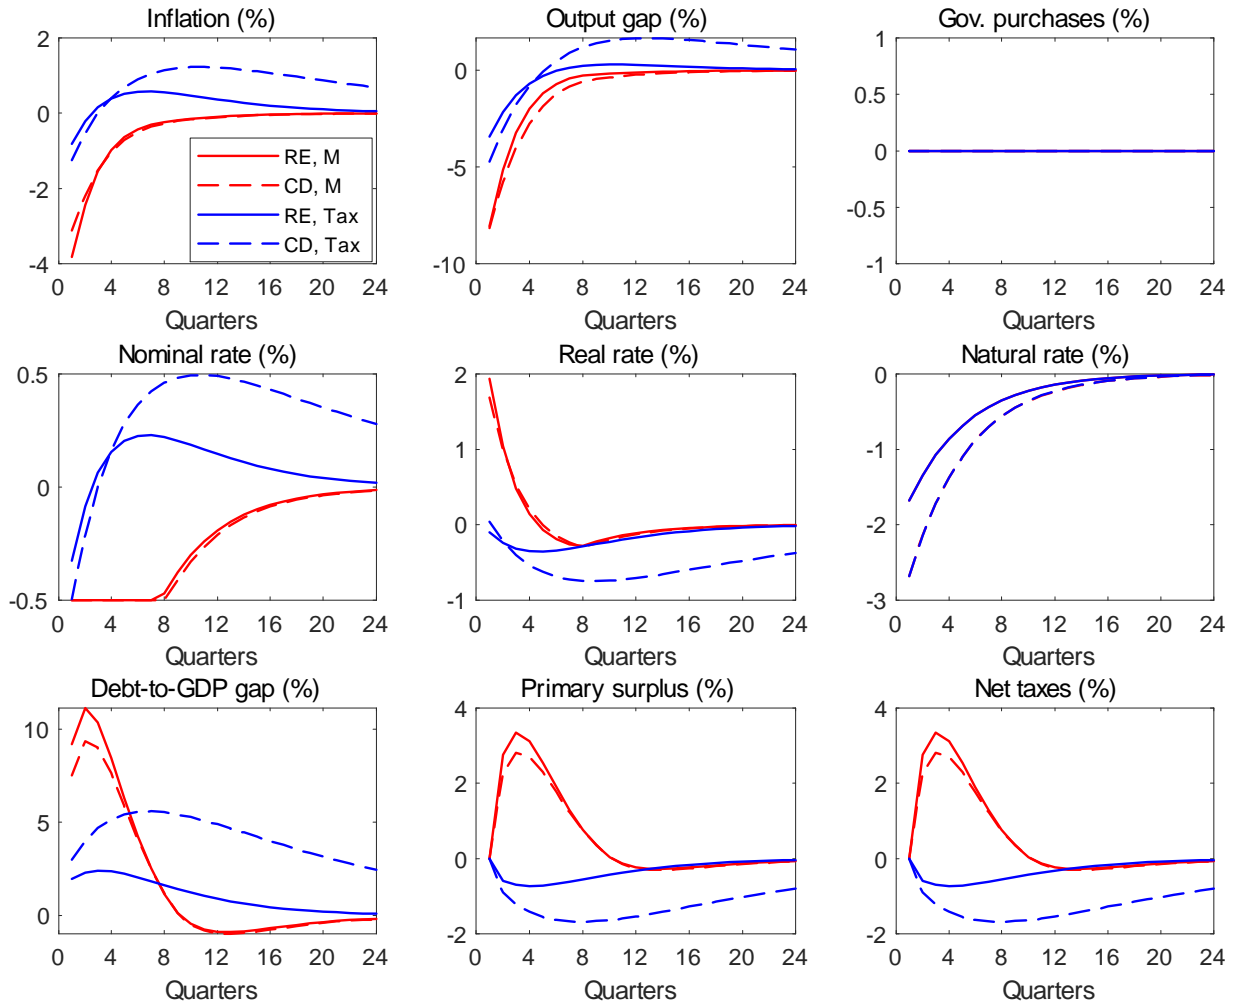 Inflation (%)
2
0
-2
-4
0 4 8 12 16 20 24
Quarters
RE, M
CD, M
RE, Tax
CD, Tax
Output gap (%)
0
-5
-10
0 4 8 12 16 20 24
Quarters
Gov. purchases (%)
1
0.5
0
-0.5
-1
0 4 8 12 16 20 24
Quarters
Nominal rate (%)
0.5
0
-0.5
0 4 8 12 16 20 24
Quarters
Real rate (%)
2
1
0
-1
0 4 8 12 16 20 24
Quarters
Natural rate (%)
0
-1
-2
-3
0 4 8 12 16 20 24
Quarters
Debt-to-GDP gap (%)
10
5
0
0 4 8 12 16 20 24
Quarters
Primary surplus (%)
4
2
0
-2
0 4 8 12 16 20 24
Quarters
Net taxes (%)
4
2
0
-2
0 4 8 12 16 20 24
Quarters